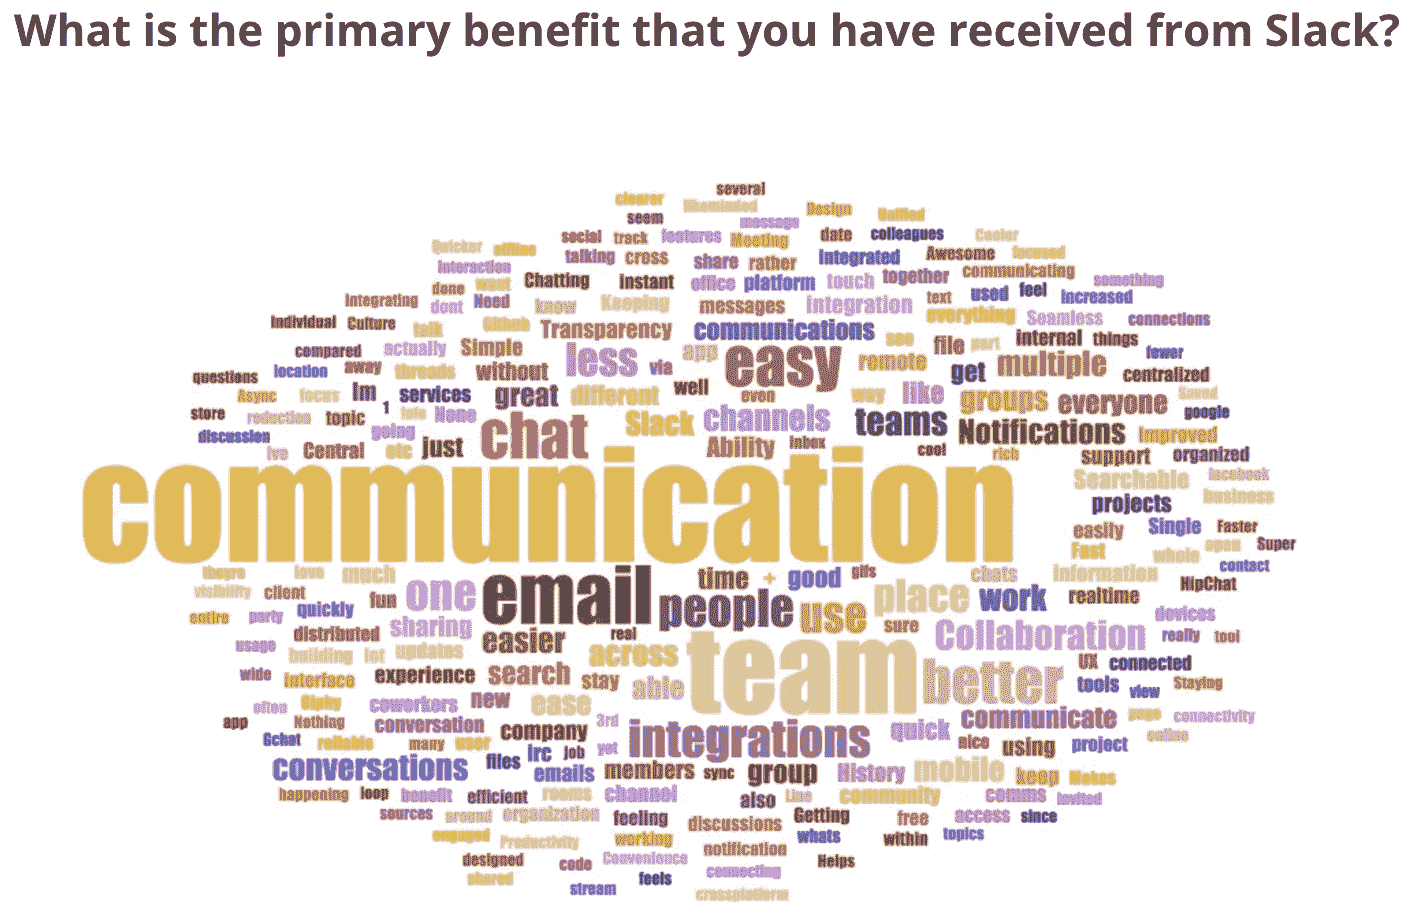 What is the primary benefit that you have received from Slack?
several
clearer likeminded Design Unified
seem message
social track features Meeting date colleagues Cooler
Quicker offline talking cross share rather integrated Awesome focused
interaction Chatting Instant office platform touch together communicating something
done want
Integrating dont Need know Keeping messages integration text used feel increased
Individual Culture talk Github Transparency communications everything Seamless connections
compared actually Simple less via app easy see file part internal things
location away threads without remote get multiple fewer
questions centralized
Async focus Im services great different well even way like groups everyone Saved
store reduction topic 1 info None Slack channels teams google
discussion going just chat Ability inbox Notifications Improved
Ive Central etc cool rich support organized
communication Searchable facebook
projects business
easily Single Faster
Fast whole open Super
theyre love much time + good gifs chats information contact
visibility client one email people use place work realtime HipChat
entire party quickly fun devices
distributed sharing easier real sure Collaboration really tool
usage building lot updates across team better UX connected
wide interface experience search stay able tools view Staying
often Giphy coworkers new ease
app Nothing conversation company 3rd integrations quick communicate page connectivity
Gchat reliable many user irc job yet nice using project online
conversations files emails members sync group History mobile keep Makes
happening loop benefit efficient rooms channel also Line community comms invited
sources around organization feeling discussions Getting free access since
engaged Productivity working whats within topics
designed code Convenience notification Helps
shared stream feels connecting
crossplatform